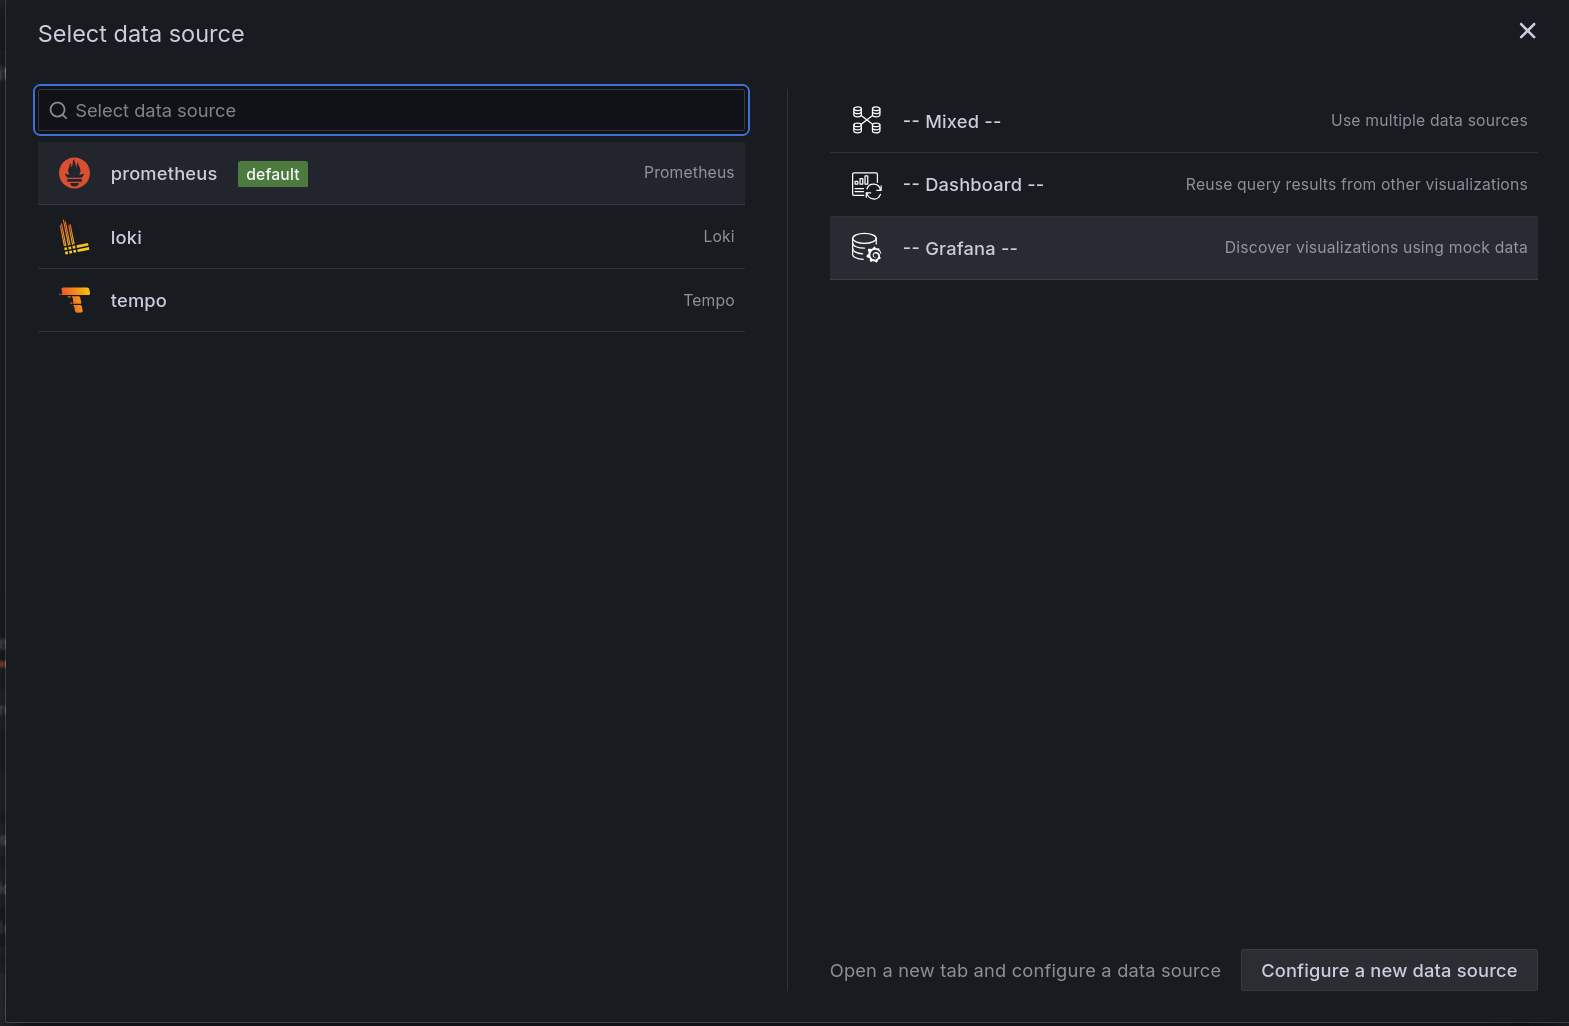 Select data source
Select data source
prometheus default Prometheus
loki Loki
tempo Tempo
-- Mixed -- Use multiple data sources
-- Dashboard -- Reuse query results from other visualizations
-- Grafana -- Discover visualizations using mock data
Open a new tab and configure a data source Configure a new data source